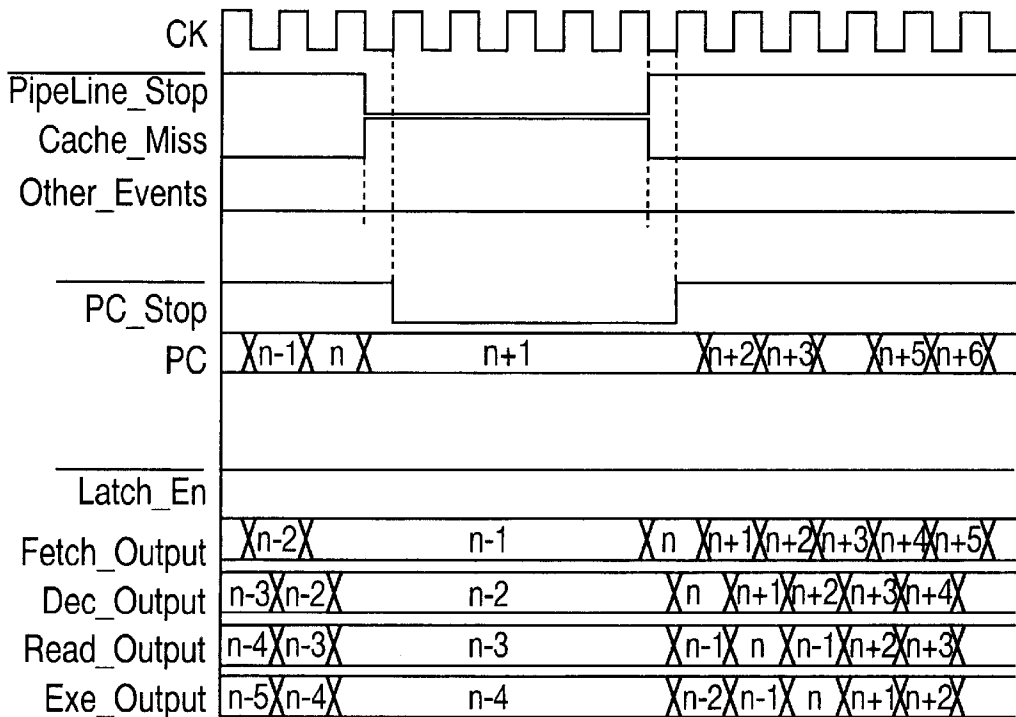 CK
PipeLine_Stop
Cache_Miss
Other_Events
PC_Stop
PC n-1 n n+1 n+2 n+3 n+5 n+6
Latch_En
Fetch_Output n-2 n-1 n n+1 n+2 n+3 n+4 n+5
Dec_Output n-3 n-2 n-2 n n+1 n+2 n+3 n+4
Read_Output n-4 n-3 n-3 n-1 n n-1 n+2 n+3
Exe_Output n-5 n-4 n-4 n-2 n-1 n n+1 n+2